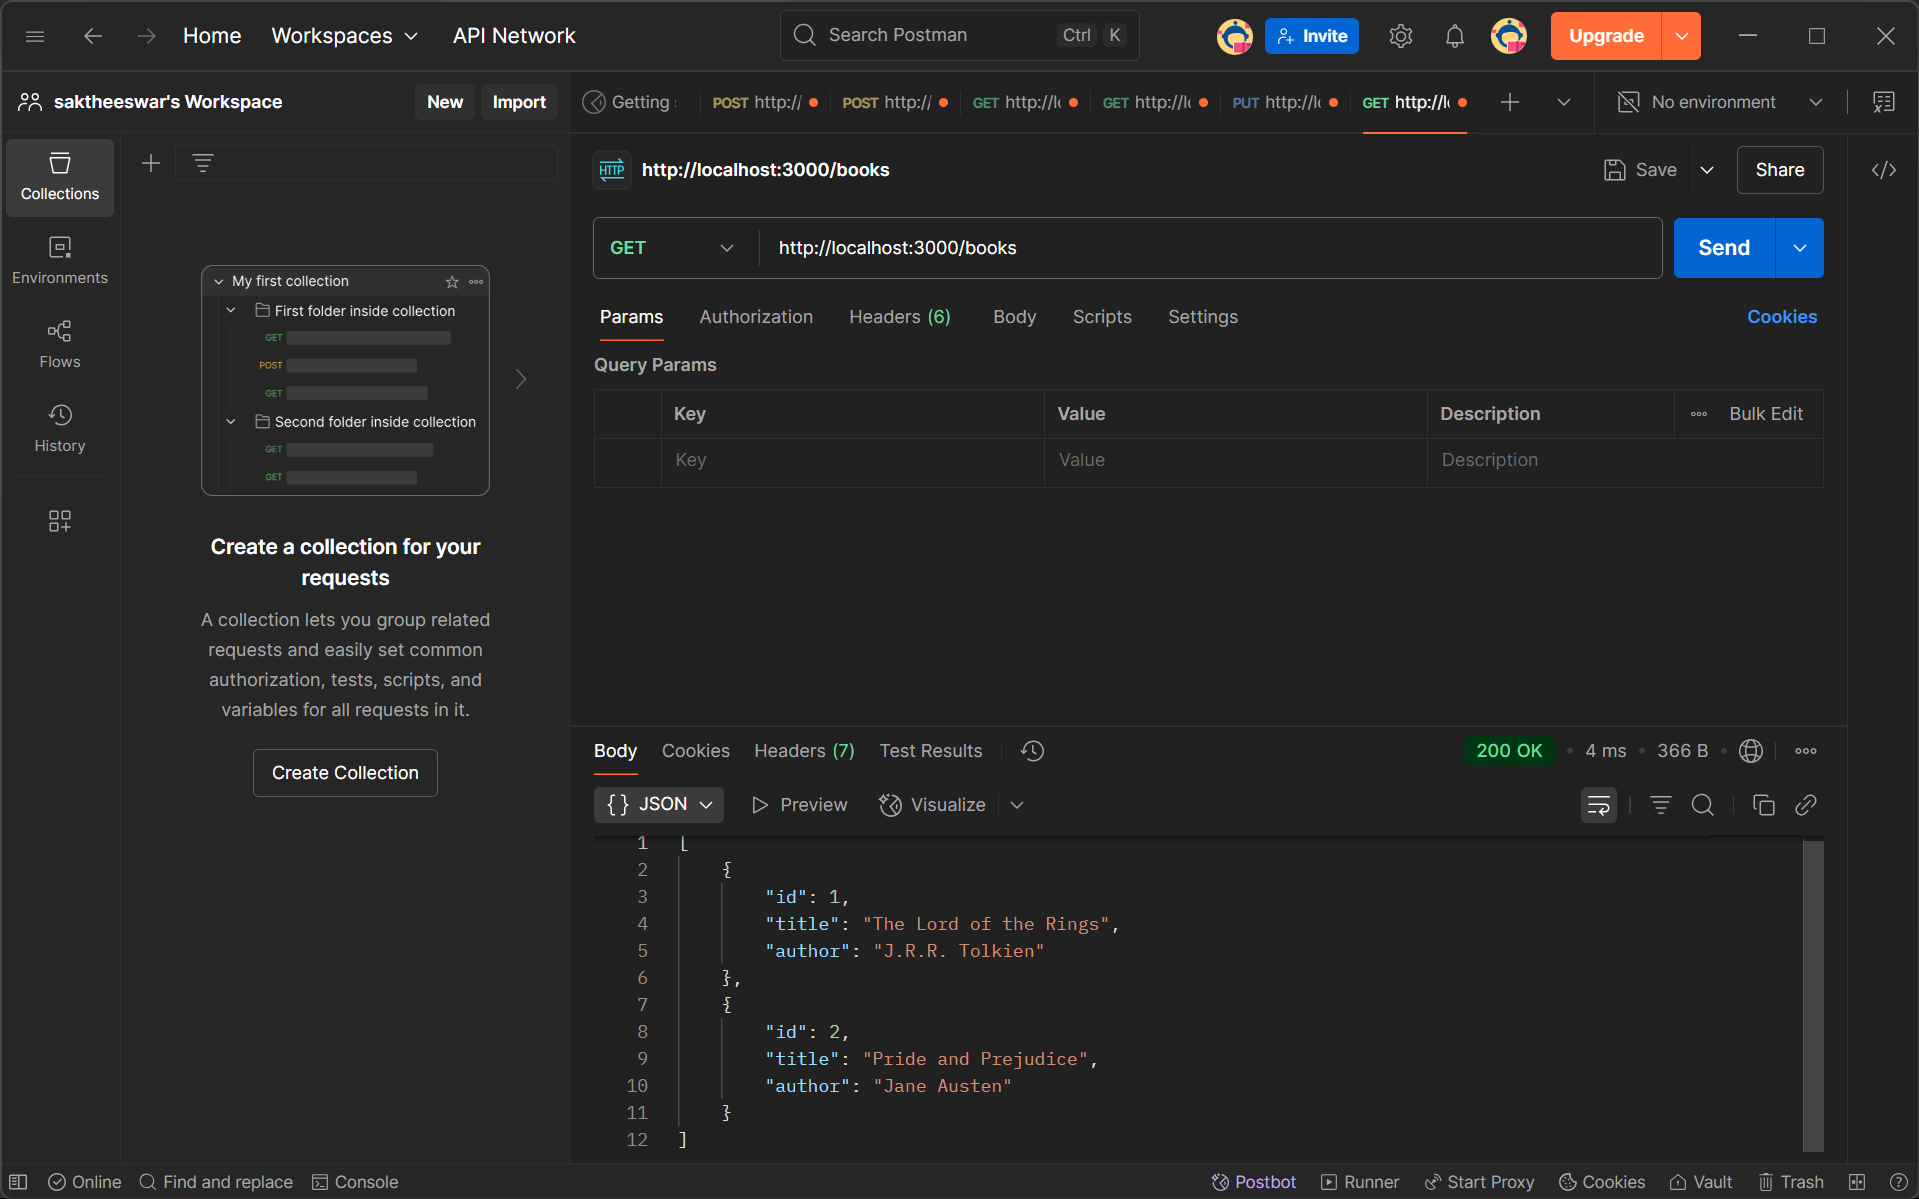 Home Workspaces API Network Search Postman Ctrl K Invite Upgrade
saktheeswar's Workspace New Import
Getting POST http:// POST http:// GET http://l GET http://l PUT http://l GET http://l No environment
Collections
Environments
Flows
History
My first collection
First folder inside collection
GET
POST
GET
Second folder inside collection
GET
GET
Create a collection for your
requests
A collection lets you group related
requests and easily set common
authorization, tests, scripts, and
variables for all requests in it.
Create Collection
HTTP http://localhost:3000/books Save Share
GET http://localhost:3000/books Send
Params Authorization Headers (6) Body Scripts Settings Cookies
Query Params
Key Value Description Bulk Edit
Key Value Description
Body Cookies Headers (7) Test Results 200 OK 4 ms 366 B
{} JSON Preview Visualize
1 [
2 {
3 "id": 1,
4 "title": "The Lord of the Rings",
5 "author": "J.R.R. Tolkien"
6 },
7 {
8 "id": 2,
9 "title": "Pride and Prejudice",
10 "author": "Jane Austen"
11 }
12 ]
Online Find and replace Console Postbot Runner Start Proxy Cookies Vault Trash